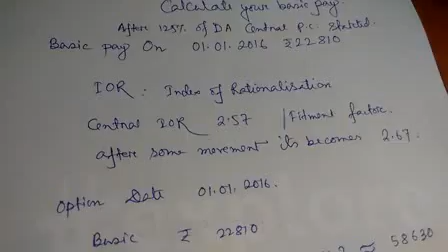 Calculate your basic pay.
After 125% of DA Central P.C. started
Basic pay On 01.01.2016 ₹22810
IOR : Index of Rationalisation
Central IOR 2.57 / Fitment factor.
after some movement its becomes 2.67.
Option Date 01.01.2016.
Basic ₹ 22810
58630